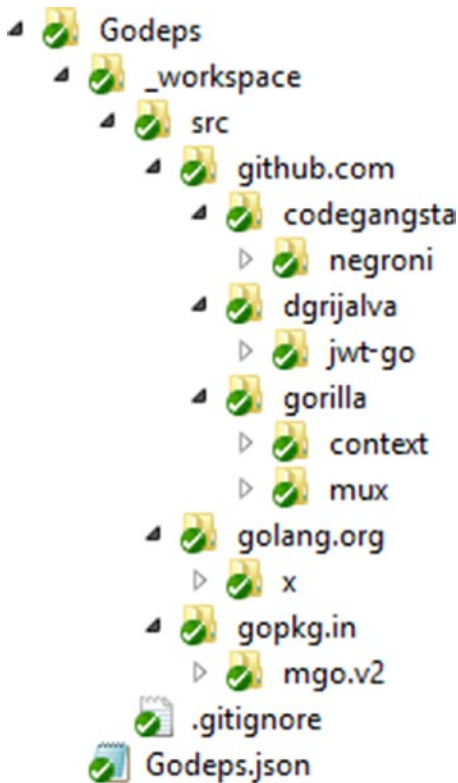 Godeps
_workspace
src
github.com
codegangsta
negroni
dgrijalva
jwt-go
gorilla
context
mux
golang.org
x
gopkg.in
mgo.v2
.gitignore
Godeps.json